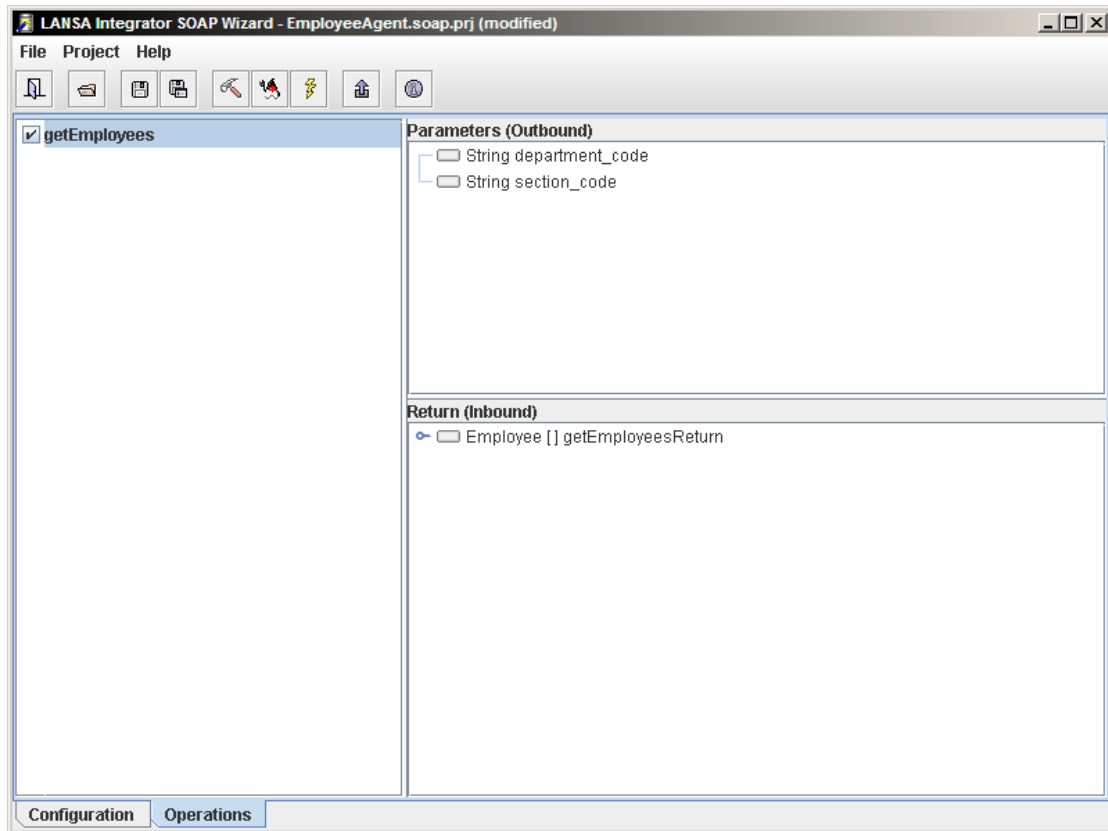 LANSA Integrator SOAP Wizard - EmployeeAgent.soap.prj (modified)
File Project Help
getEmployees
Parameters (Outbound)
String department_code
String section_code
Return (Inbound)
Employee [ ] getEmployeesReturn
Configuration Operations